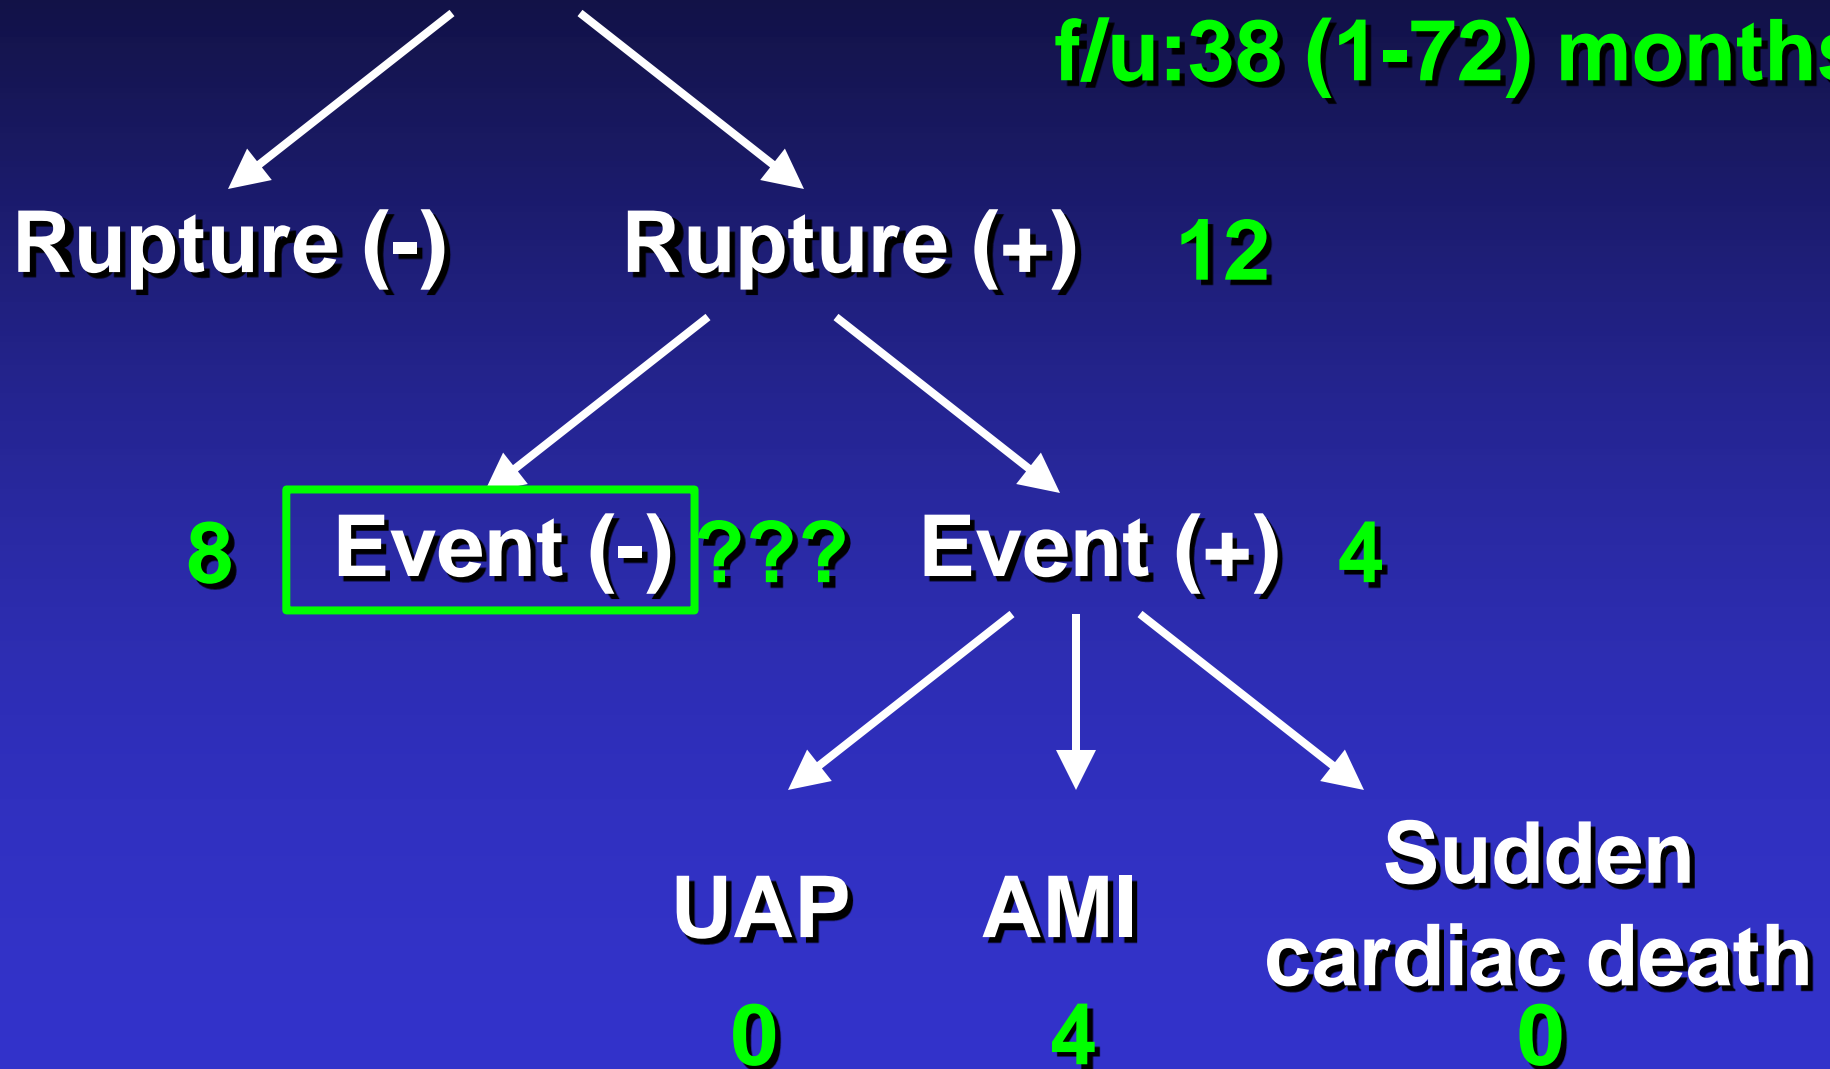 f/u:38 (1-72) months
Rupture (-) Rupture (+) 12
8 Event (-) ??? Event (+) 4
Sudden
UAP AMI cardiac death
0 4 0